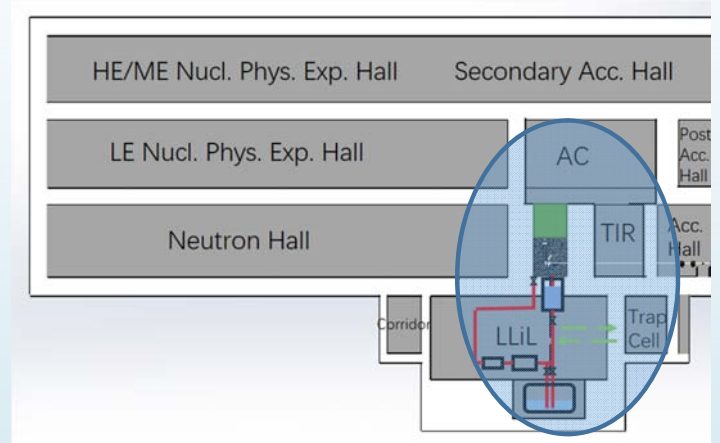 HE/ME Nucl. Phys. Exp. Hall
Secondary Acc. Hall
LE Nucl. Phys. Exp. Hall
AC
Post
Acc.
Hall
Neutron Hall
TIR
Acc.
Hall
Corridor
LLiL
Trap
Cell